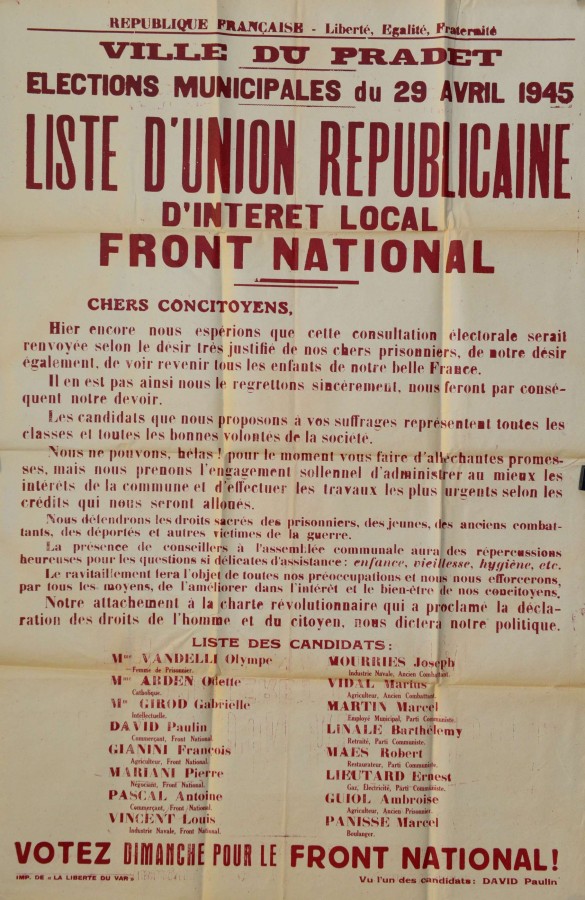 REPUBLIQUE FRANÇAISE - Liberté, Egalité, Fraternité
VILLE DU PRADET
ELECTIONS MUNICIPALES du 29 AVRIL 1945
LISTE D'UNION REPUBLICAINE
D'INTERET LOCAL
FRONT NATIONAL
CHERS CONCITOYENS,
Hier encore nous espérions que cette consultation électorale serait
renvoyée selon le désir très justifié de nos chers prisonniers, de notre désir
également, de voir revenir tous les enfants de notre belle France.
Il en est pas ainsi nous le regrettons sincèrement, nous feront par consé-
quent notre devoir.
Les candidats que nous proposons à vos suffrages représentent toutes les
classes et toutes les bonnes volontés de la société.
Nous ne pouvons, hélas ! pour le moment vous faire d'alléchantes promes-
ses, mais nous prenons l'engagement sollennel d'administrer au mieux les
intérêts de la commune et d'effectuer les travaux les plus urgents selon les
crédits qui nous seront alloués.
Nous détendrons les droits sacrés des prisonniers, des jeunes, des anciens combat-
tants, des déportés et autres victimes de la guerre.
La présence de conseillers à l'assemblée communale aura des répercussions
heureuses pour les questions si délicates d'assistance : enfance, vieillesse, hygiène, etc.
Le ravitaillement fera l'objet de toutes nos préoccupations et nous nous efforcerons,
par tous les moyens, de l'améliorer dans l'intérêt et le bien-être de nos concitoyens.
Notre attachement à la charte révolutionnaire qui a proclamé la décla-
ration des droits de l'homme et du citoyen, nous dictera notre politique.
LISTE DES CANDIDATS :
Mme VANDELLI Olympe
Femme de Prisonnier.
Mme ARDEN Odette
Catholique.
Mme GIROD Gabrielle
Intellectuelle.
DAVID Paulin
Commerçant, Front National.
GIANINI François
Agriculteur, Front National.
MARIANI Pierre
Négociant, Front National.
PASCAL Antoine
Commerçant, Front National.
VINCENT Louis
Industrie Navale, Front National.
MOURRIES Joseph
Industrie Navale, Ancien Combattant.
VIDAL Marius
Agriculteur, Ancien Combattant.
MARTIN Marcel
Employé Municipal, Parti Communiste.
LINALE Barthélemy
Retraité, Parti Communiste.
MAES Robert
Restaurateur, Parti Communiste.
LIEUTARD Ernest
Gaz, Electricité, Parti Communiste.
GUIOL Ambroise
Agriculteur, Ancien Prisonnier.
PANISSE Marcel
Boulanger.
VOTEZ DIMANCHE POUR LE FRONT NATIONAL !
IMP. DE « LA LIBERTE DU VAR »
Vu l'un des candidats : DAVID Paulin